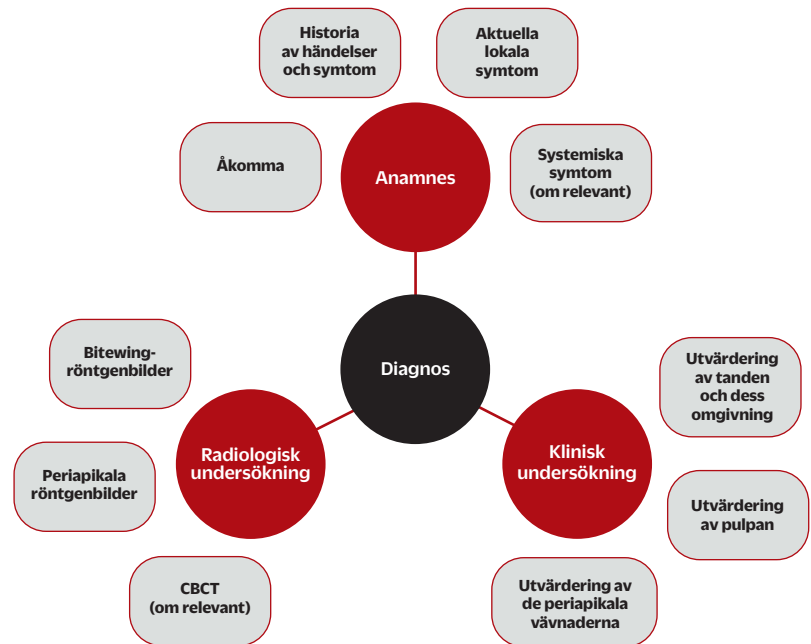 Historia
av händelser
och symtom
Aktuella
lokala
symtom
Åkomma
Anamnes
Systemiska
symtom
(om relevant)
Diagnos
Bitewing-
röntgenbilder
Radiologisk
undersökning
Periapikala
röntgenbilder
CBCT
(om relevant)
Klinisk
undersökning
Utvärdering
av tanden
och dess
omgivning
Utvärdering
av pulpan
Utvärdering av
de periapikala
vävnaderna